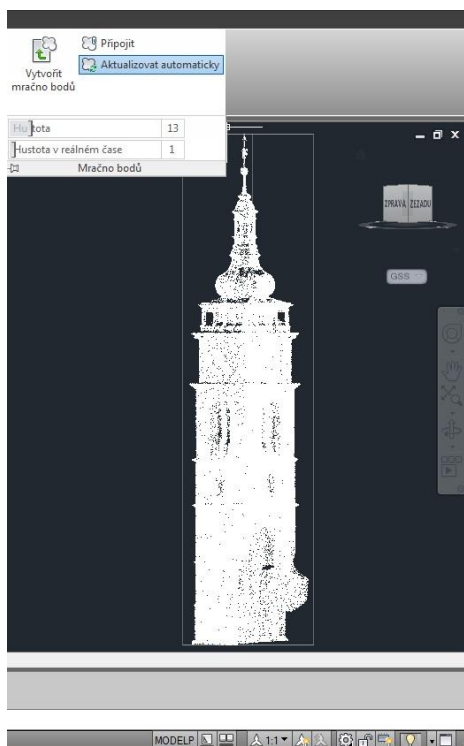 Připojit
Aktualizovat automaticky
Vytvořit
mračno bodů
Hustota 13
Hustota v reálném čase 1
Mračno bodů
ZPRAVA ZEZADU
GSS
MODELP 1:1